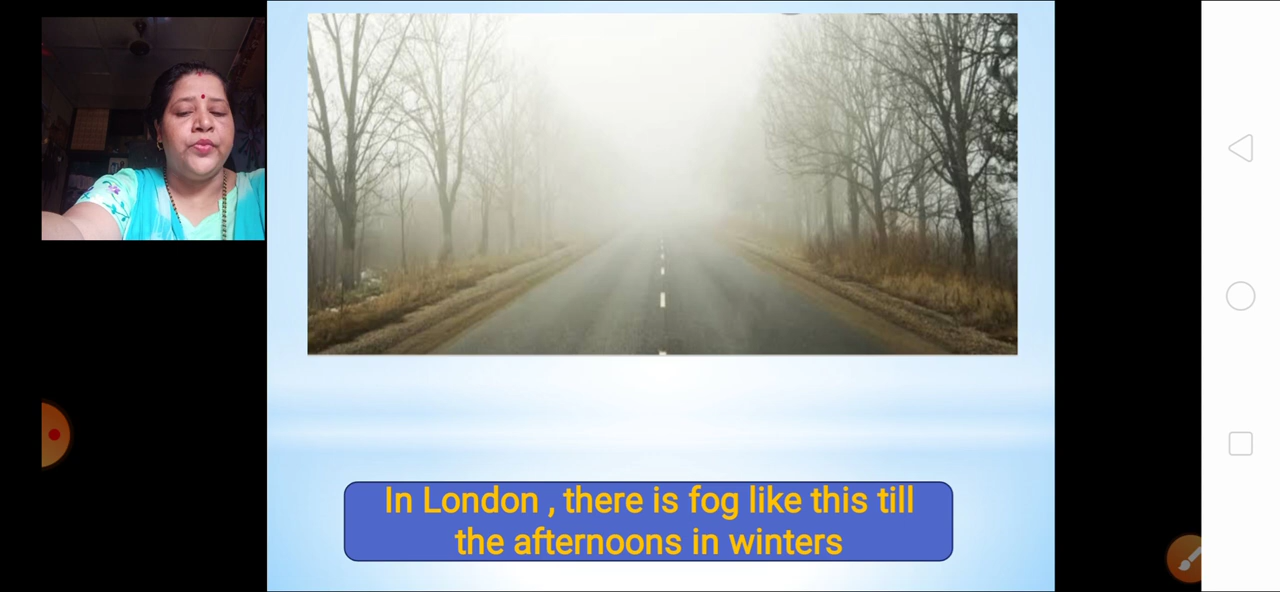 In London , there is fog like this till
the afternoons in winters